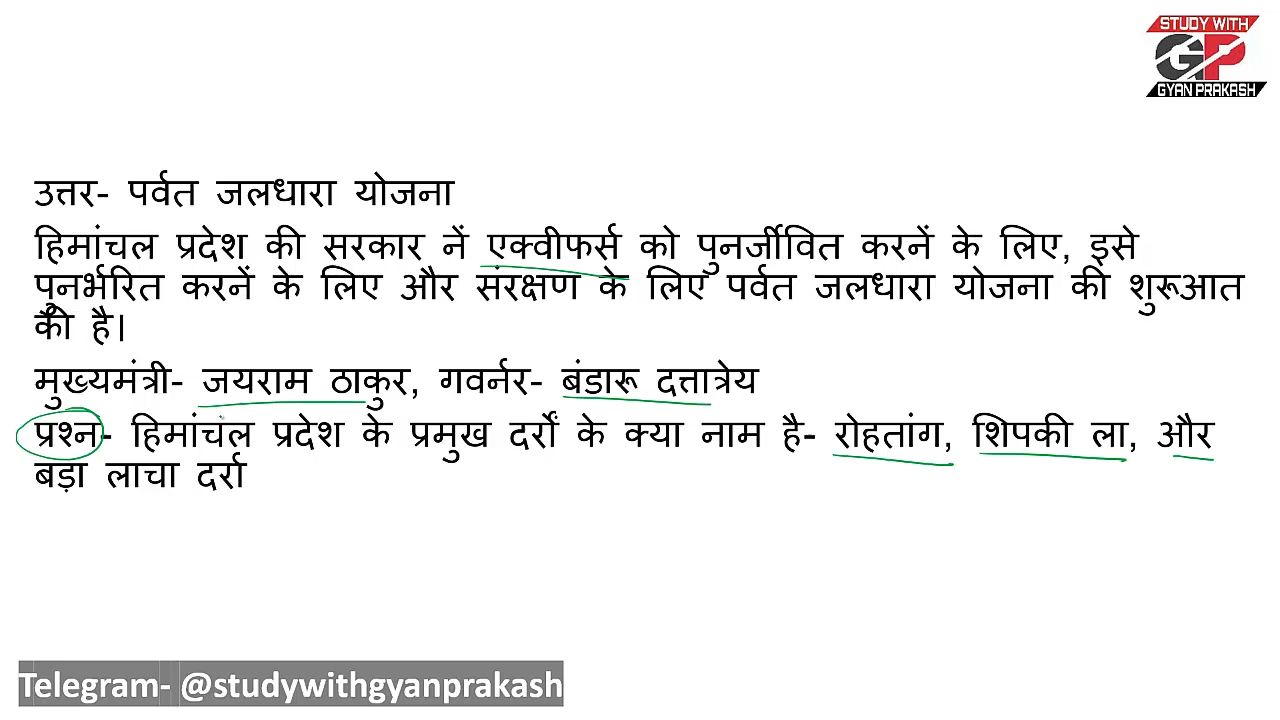 STUDY WITH
GP
GYAN PRAKASH
उत्तर- पर्वत जलधारा योजना
हिमांचल प्रदेश की सरकार नें एक्वीफर्स को पुनर्जीवित करनें के लिए, इसे
पुनर्भरित करनें के लिए और संरक्षण के लिए पर्वत जलधारा योजना की शुरूआत
की है।
मुख्यमंत्री- जयराम ठाकुर, गवर्नर- बंडारू दत्तात्रेय
प्रश्न- हिमांचल प्रदेश के प्रमुख दर्रों के क्या नाम है- रोहतांग, शिपकी ला, और
बड़ा लाचा दर्रा
Telegram- @studywithgyanprakash